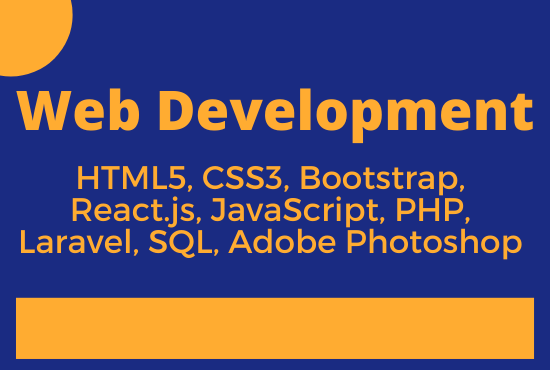 Web Development
HTML5, CSS3, Bootstrap,
React.js, JavaScript, PHP,
Laravel, SQL, Adobe Photoshop